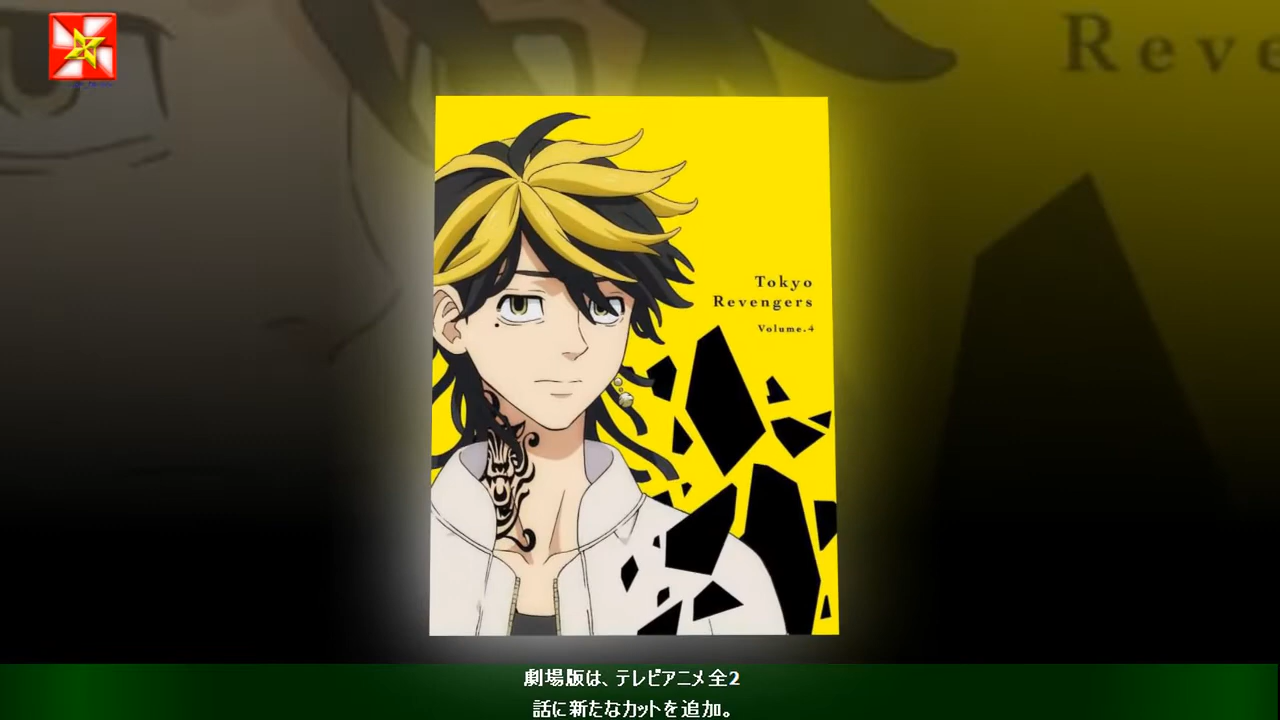 Reve
Tokyo
Revengers
Volume.4
劇場版は、テレビアニメ全2
話に新たなカットを追加。